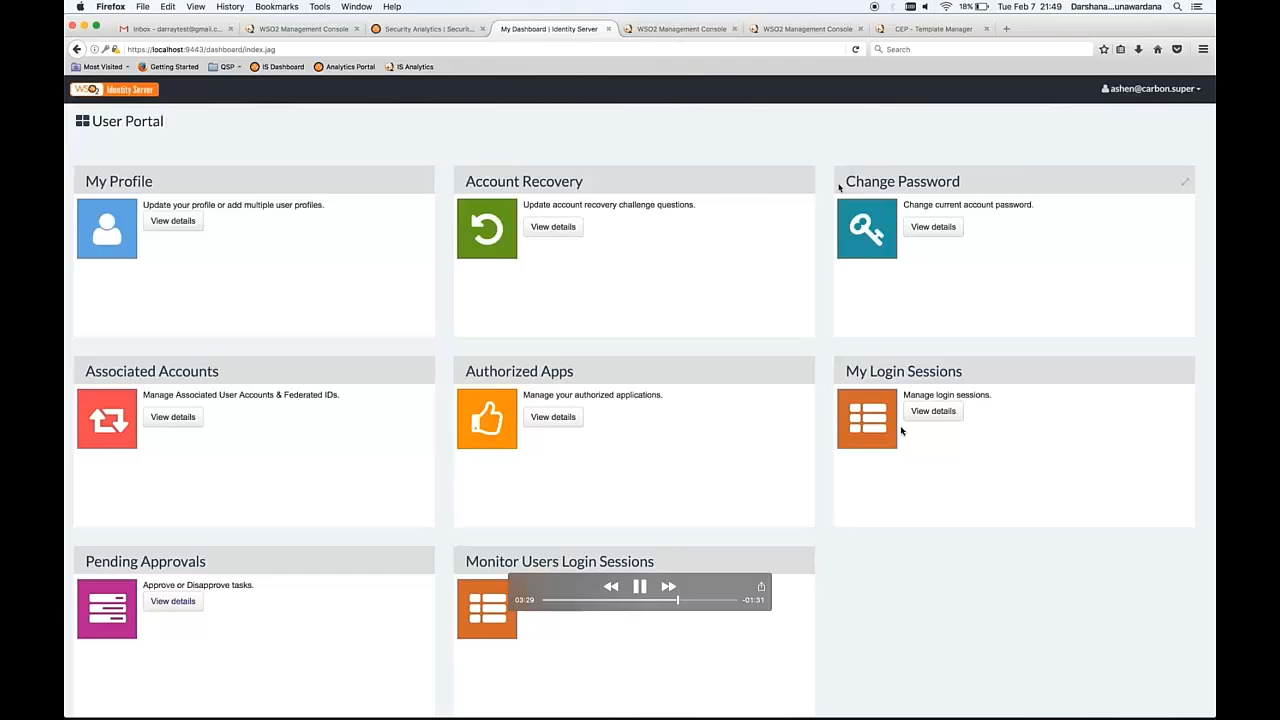 Firefox File Edit View History Bookmarks Tools Window Help 18% Tue Feb 7 21:49 Darshana...unawardana
Inbox - darraytest@gmail.c... WSO2 Management Console Security Analytics | Securit... My Dashboard | Identity Server WSO2 Management Console WSO2 Management Console CEP - Template Manager
https://localhost:9443/dashboard/index.jag Search
Most Visited Getting Started QSP IS Dashboard Analytics Portal IS Analytics
WSO2 Identity Server ashen@carbon.super
User Portal
My Profile Account Recovery Change Password
Update your profile or add multiple user profiles. Update account recovery challenge questions. Change current account password.
View details View details View details
Associated Accounts Authorized Apps My Login Sessions
Manage Associated User Accounts & Federated IDs. Manage your authorized applications. Manage login sessions.
View details View details View details
Pending Approvals Monitor Users Login Sessions
Approve or Disapprove tasks.
View details
03:29 -01:31